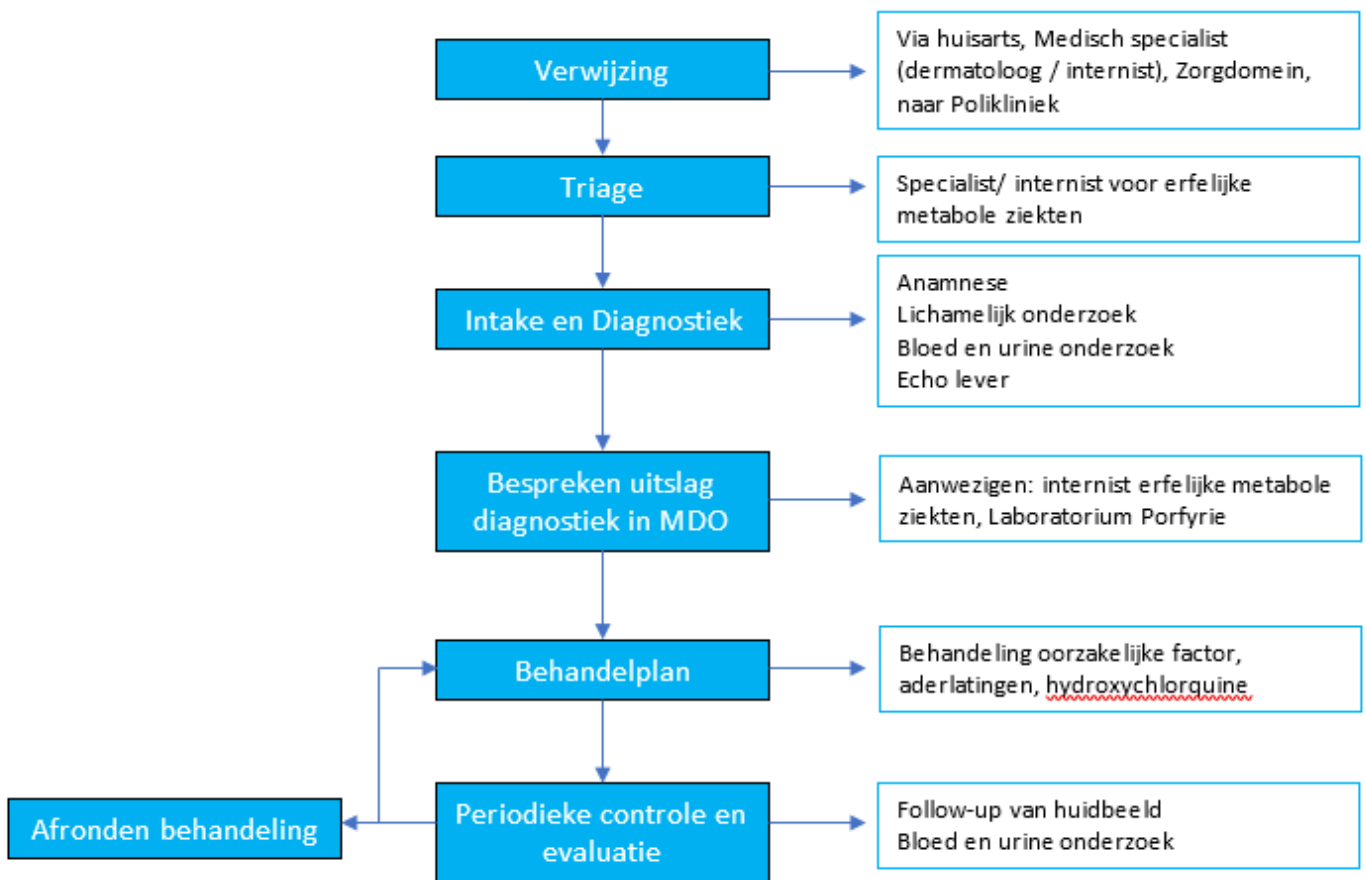 Verwijzing
Via huisarts, Medisch specialist
(dermatoloog / internist), Zorgdomein,
naar Polikliniek
Triage
Specialist/ internist voor erfelijke
metabole ziekten
Intake en Diagnostiek
Anamnese
Lichamelijk onderzoek
Bloed en urine onderzoek
Echo lever
Bespreken uitslag
diagnostiek in MDO
Aanwezigen: internist erfelijke metabole
ziekten, Laboratorium Porfyrie
Behandelplan
Behandeling oorzakelijke factor,
aderlatingen, hydroxychlorquine
Afronden behandeling
Periodieke controle en
evaluatie
Follow-up van huidbeeld
Bloed en urine onderzoek